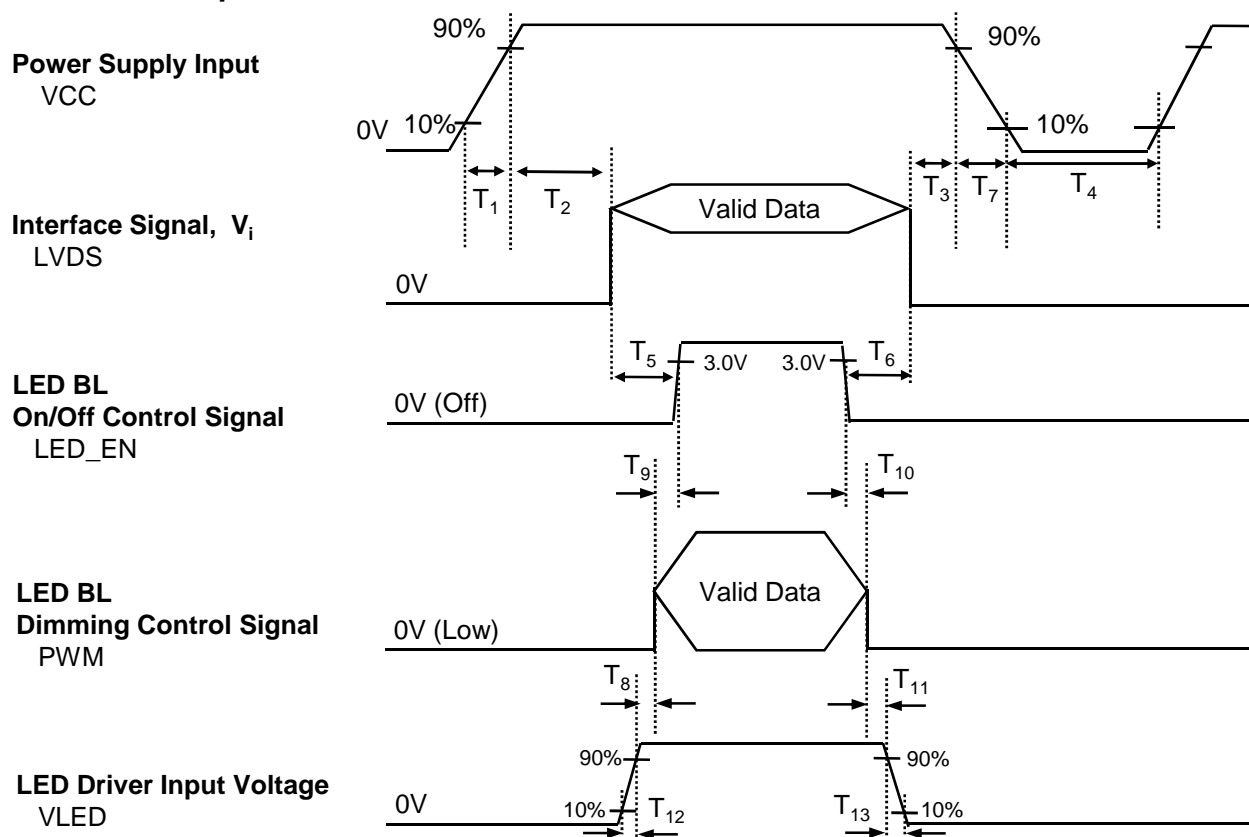 90%
90%
Power Supply Input
VCC
0V
10%
10%
T1
T2
T3
T7
T4
Interface Signal, Vi
LVDS
Valid Data
0V
T5
T6
3.0V
3.0V
LED BL
On/Off Control Signal
LED_EN
0V (Off)
T9
T10
LED BL
Dimming Control Signal
PWM
Valid Data
0V (Low)
T8
T11
90%
90%
LED Driver Input Voltage
VLED
0V
10%
T12
T13
10%